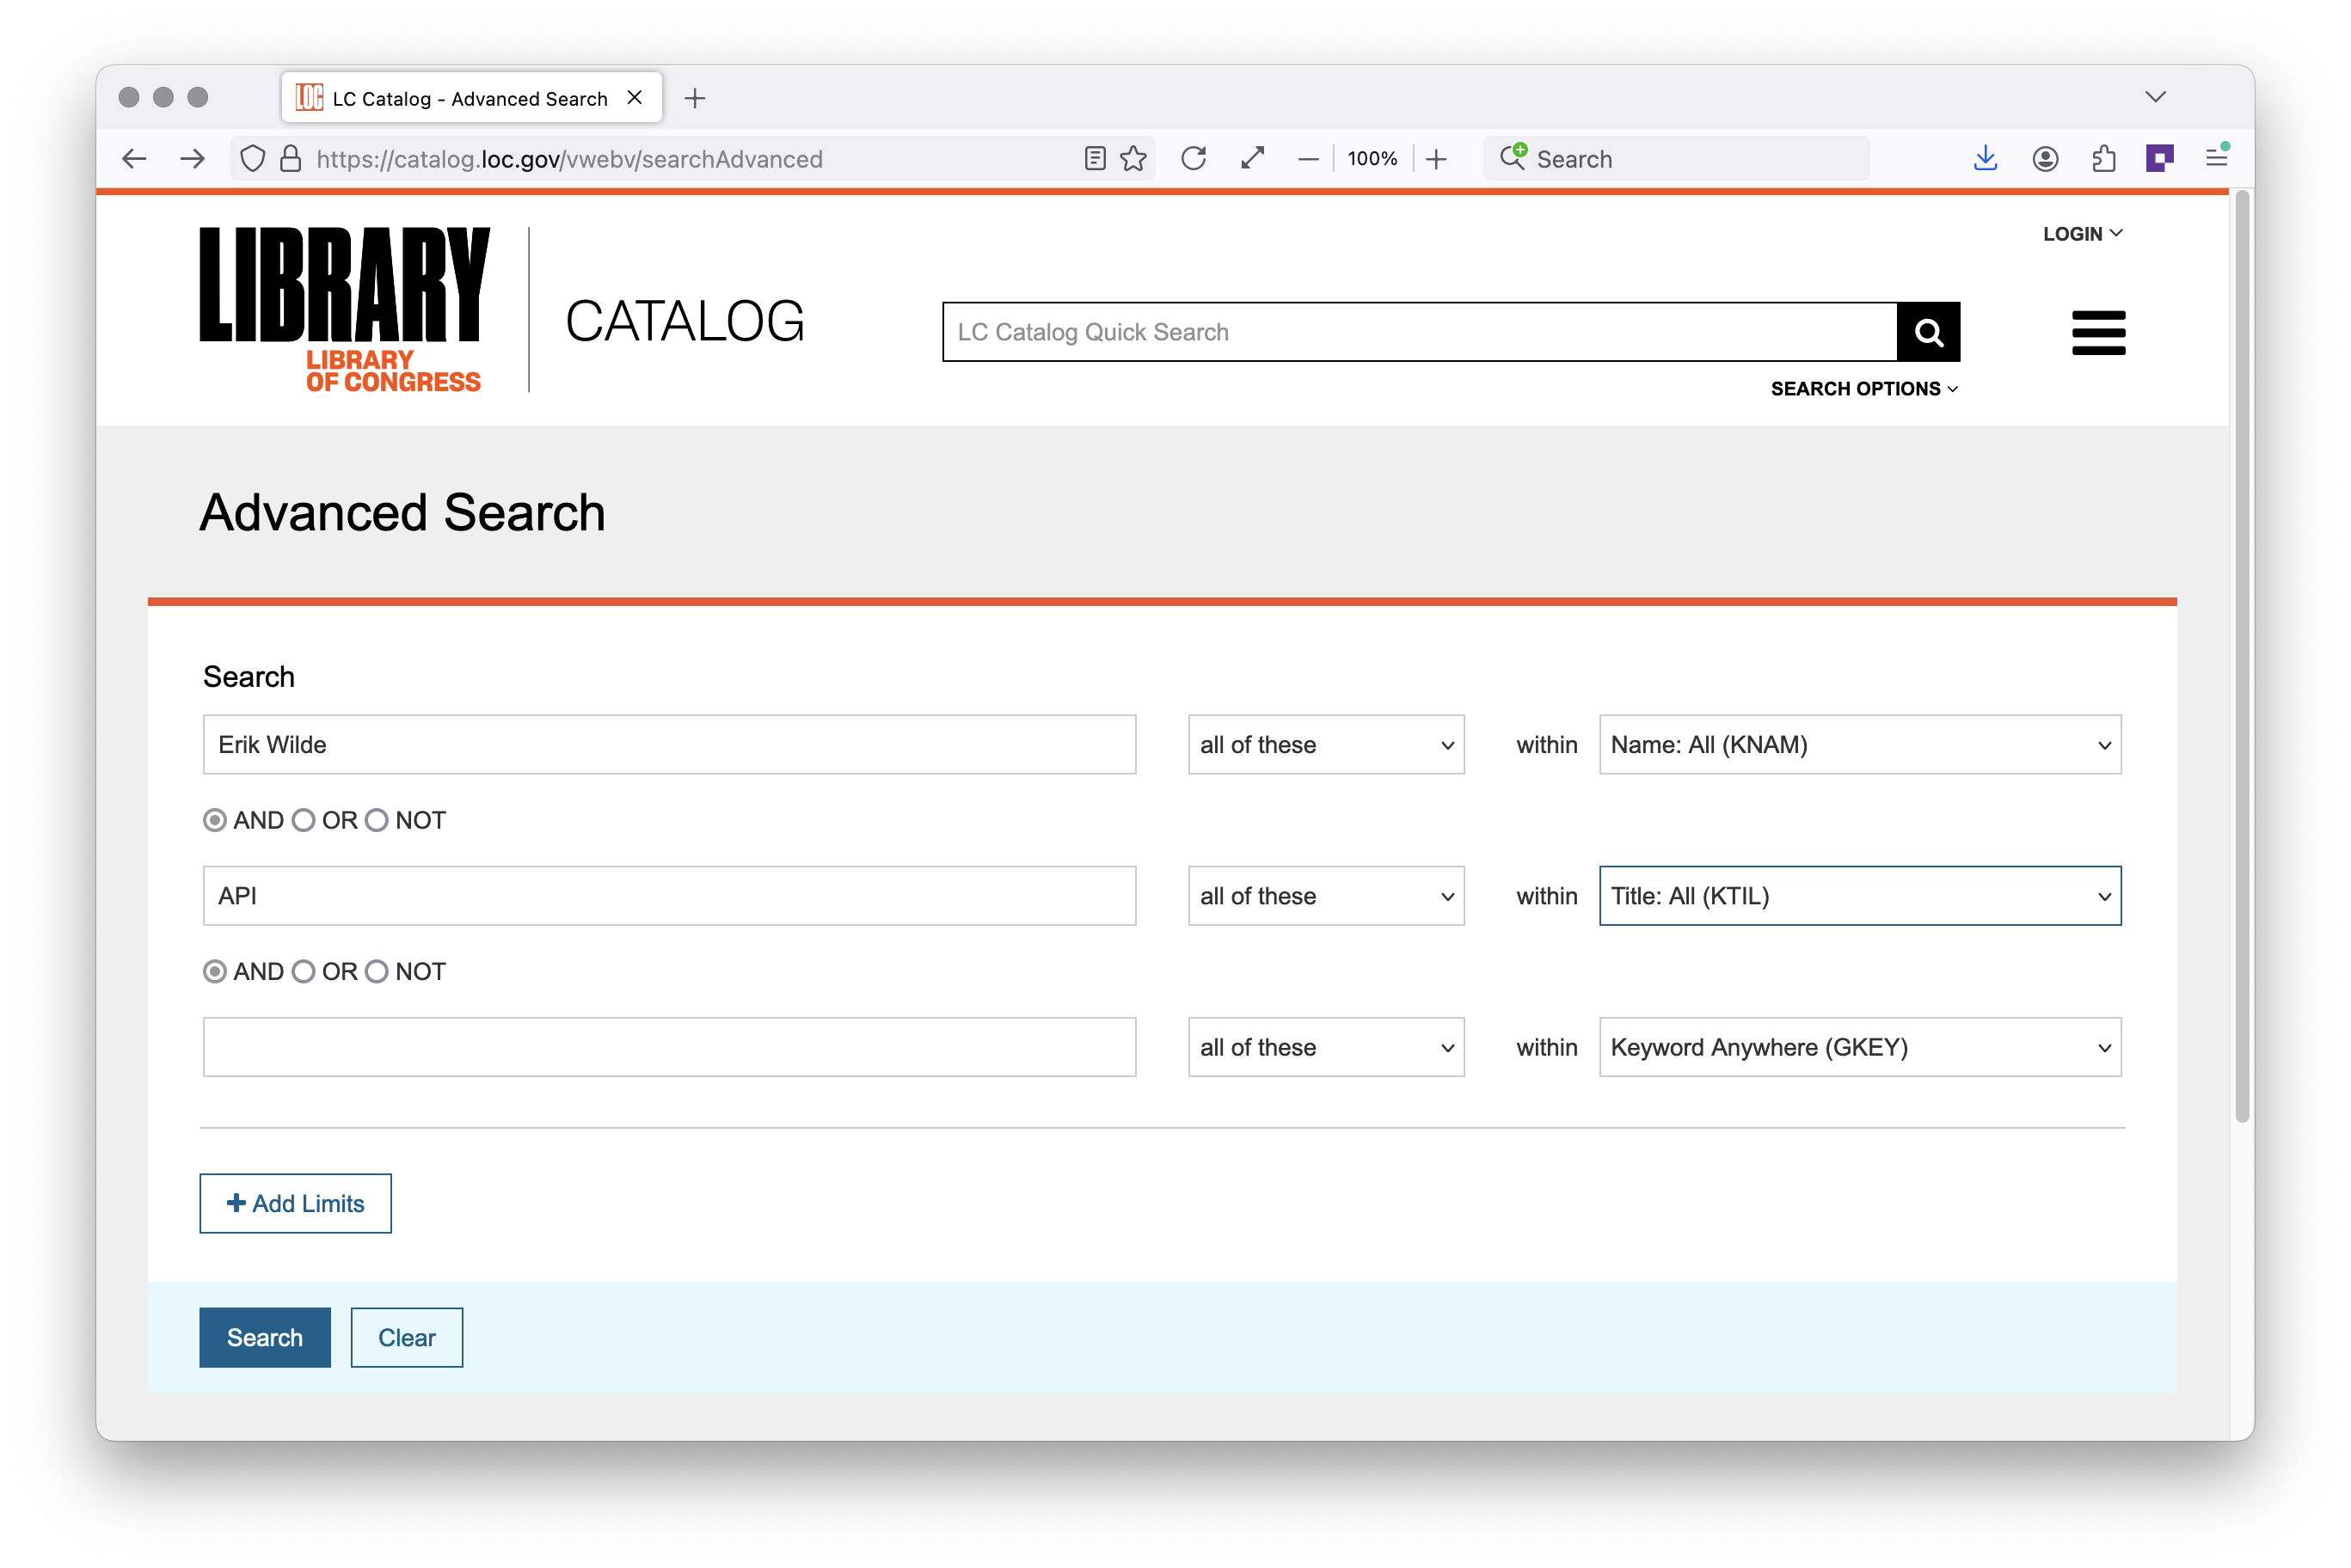 LOC LC Catalog - Advanced Search
https://catalog.loc.gov/vwebv/searchAdvanced 100% Search
LOGIN
LIBRARY
LIBRARY
OF CONGRESS
CATALOG
LC Catalog Quick Search
SEARCH OPTIONS
Advanced Search
Search
Erik Wilde all of these within Name: All (KNAM)
AND OR NOT
API all of these within Title: All (KTIL)
AND OR NOT
all of these within Keyword Anywhere (GKEY)
+ Add Limits
Search Clear